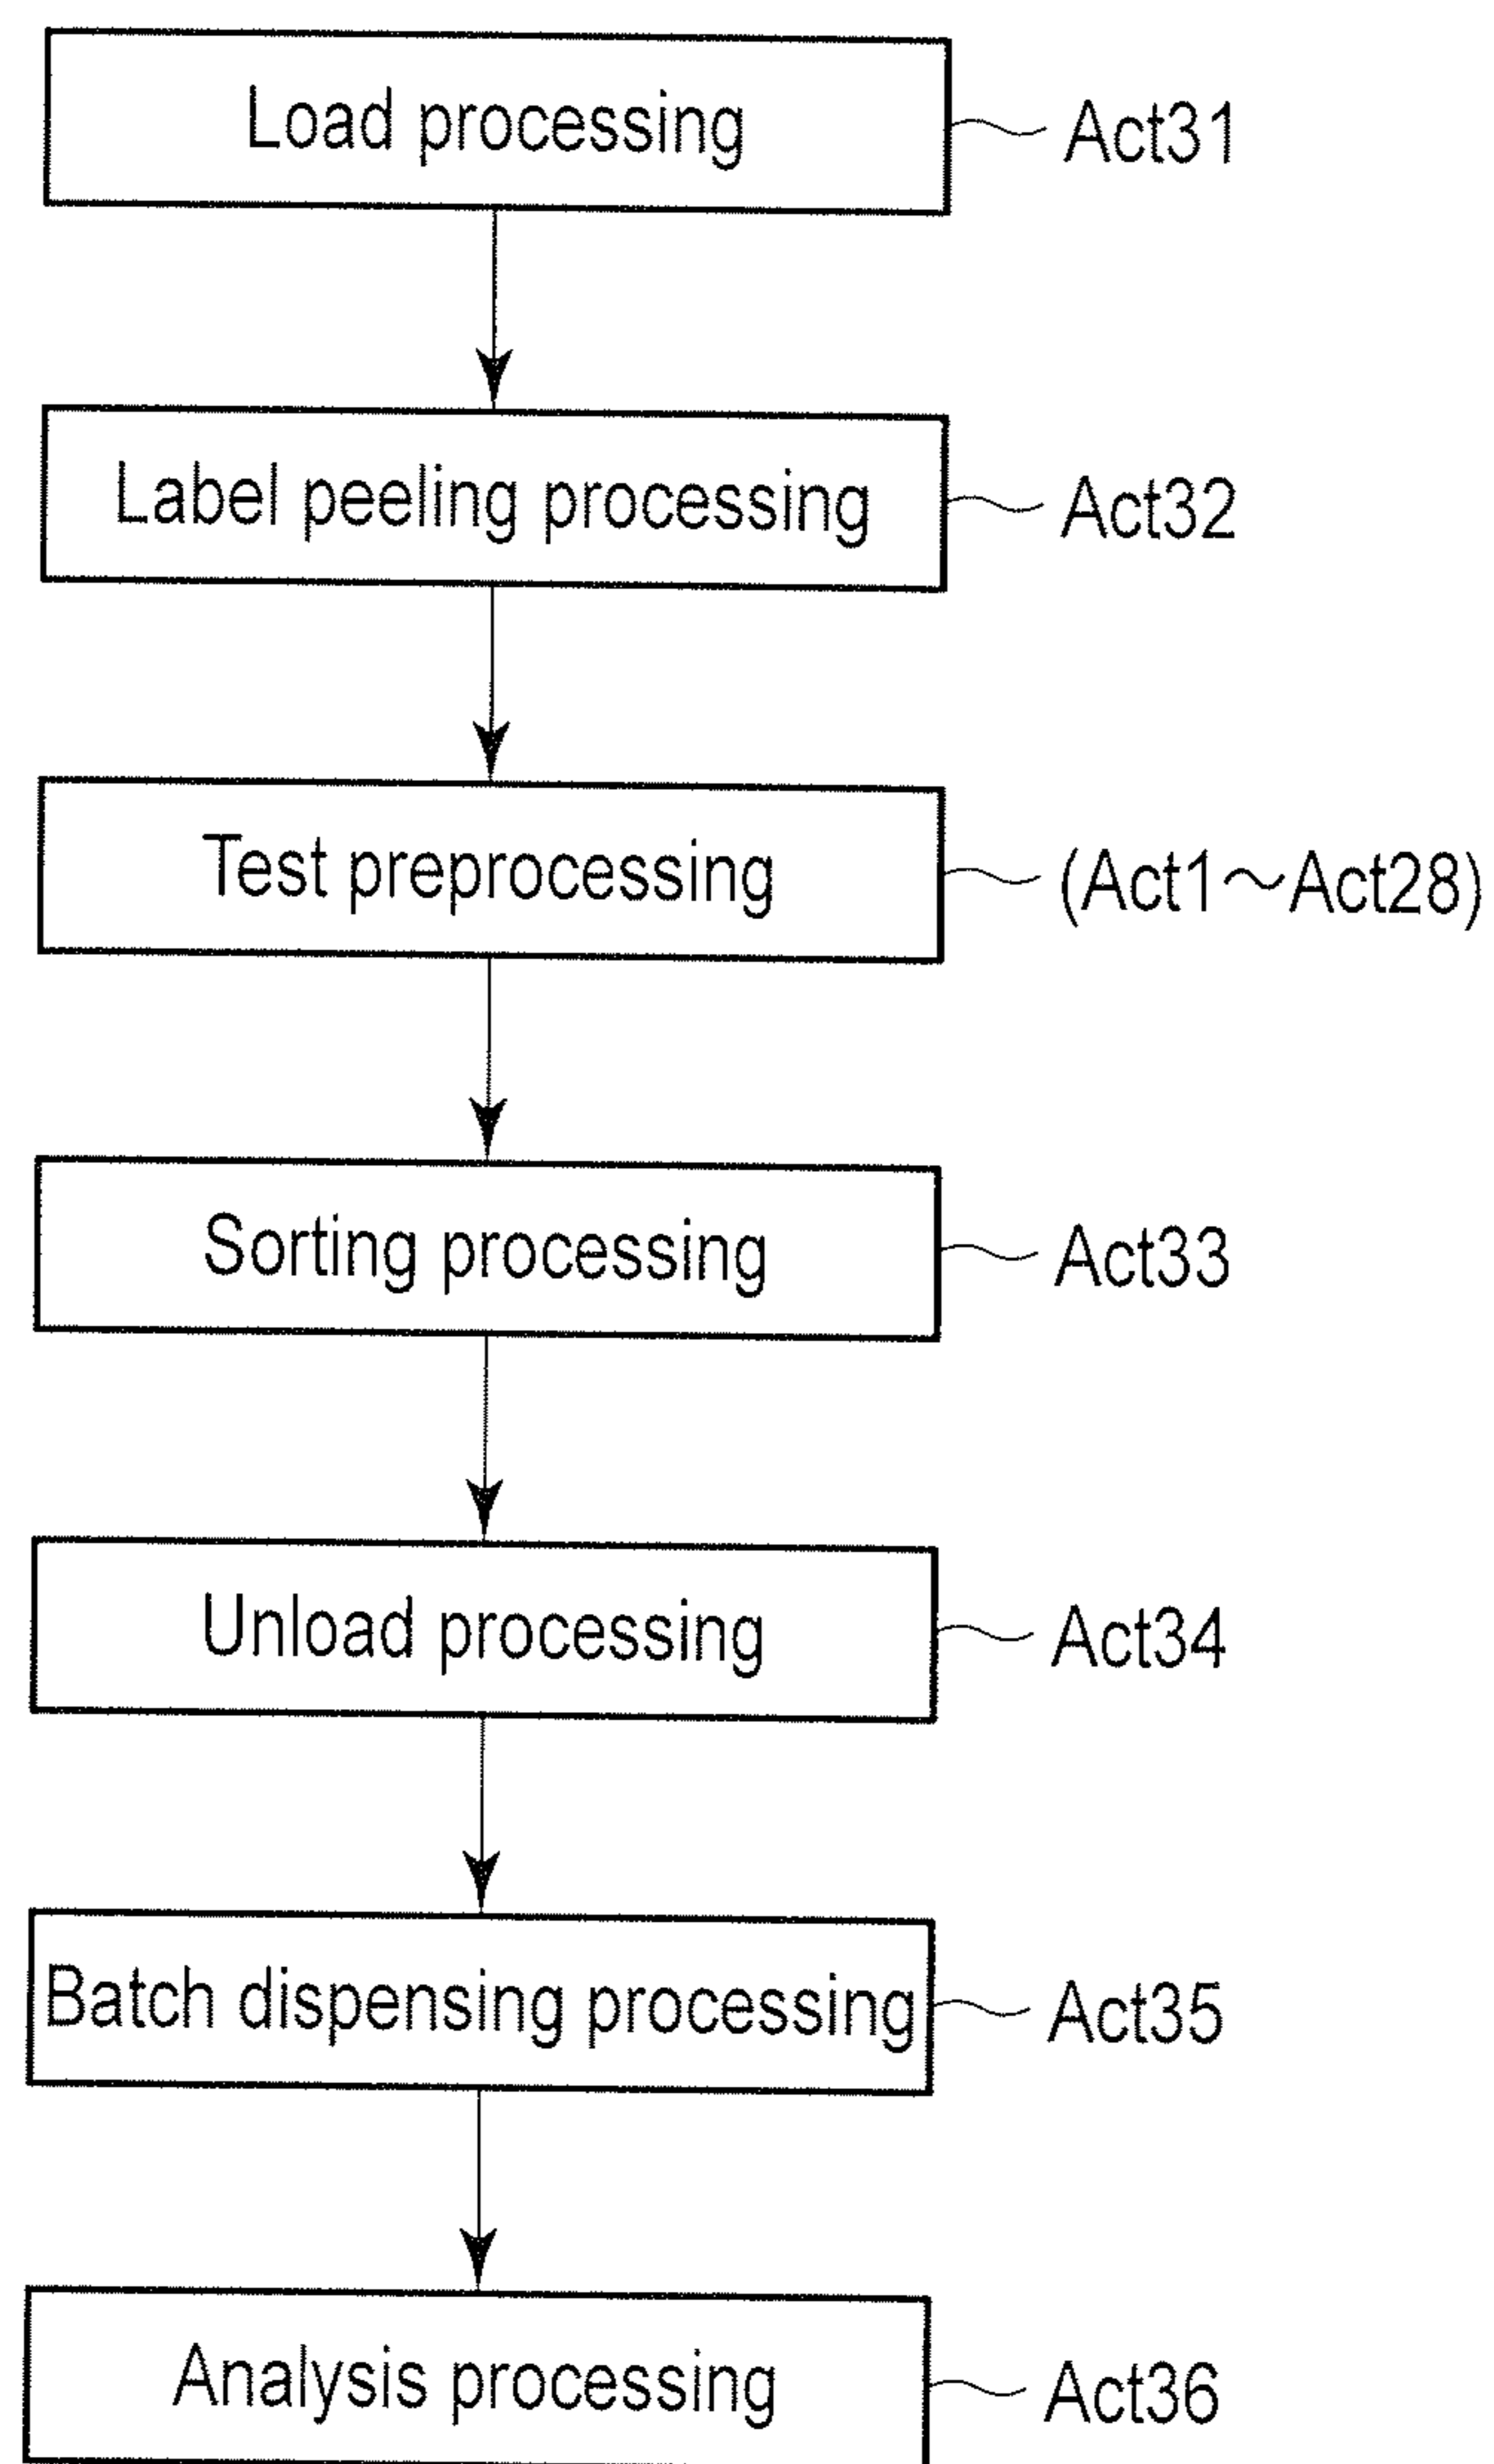 Load processing
Act31
Label peeling processing
Act32
Test preprocessing
(Act1～Act28)
Sorting processing
Act33
Unload processing
Act34
Batch dispensing processing
Act35
Analysis processing
Act36